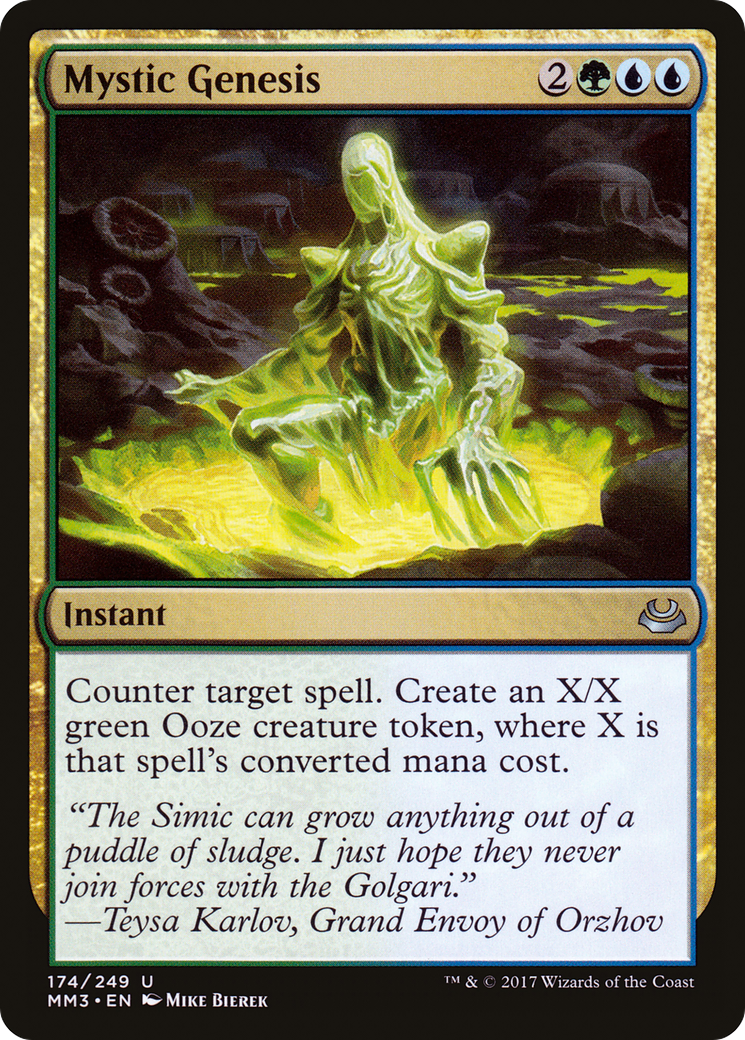 Mystic Genesis 2
Instant
Counter target spell. Create an X/X
green Ooze creature token, where X is
that spell's converted mana cost.
“The Simic can grow anything out of a
puddle of sludge. I just hope they never
join forces with the Golgari.”
—Teysa Karlov, Grand Envoy of Orzhov
174/249 U
™ & © 2017 Wizards of the Coast
MM3 • EN Mike Bierek